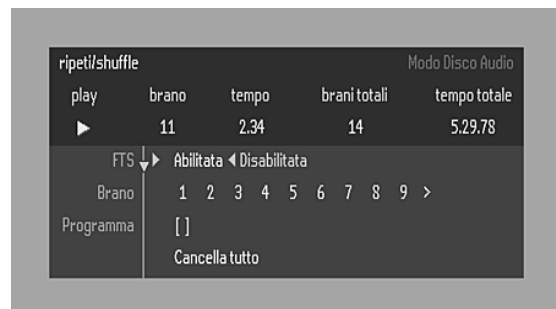 ripeti/shuffle Modo Disco Audio
play brano tempo brani totali tempo totale
11 2.34 14 5.29.78
FTS Abilitata Disabilitata
Brano 1 2 3 4 5 6 7 8 9 >
Programma [ ]
Cancella tutto